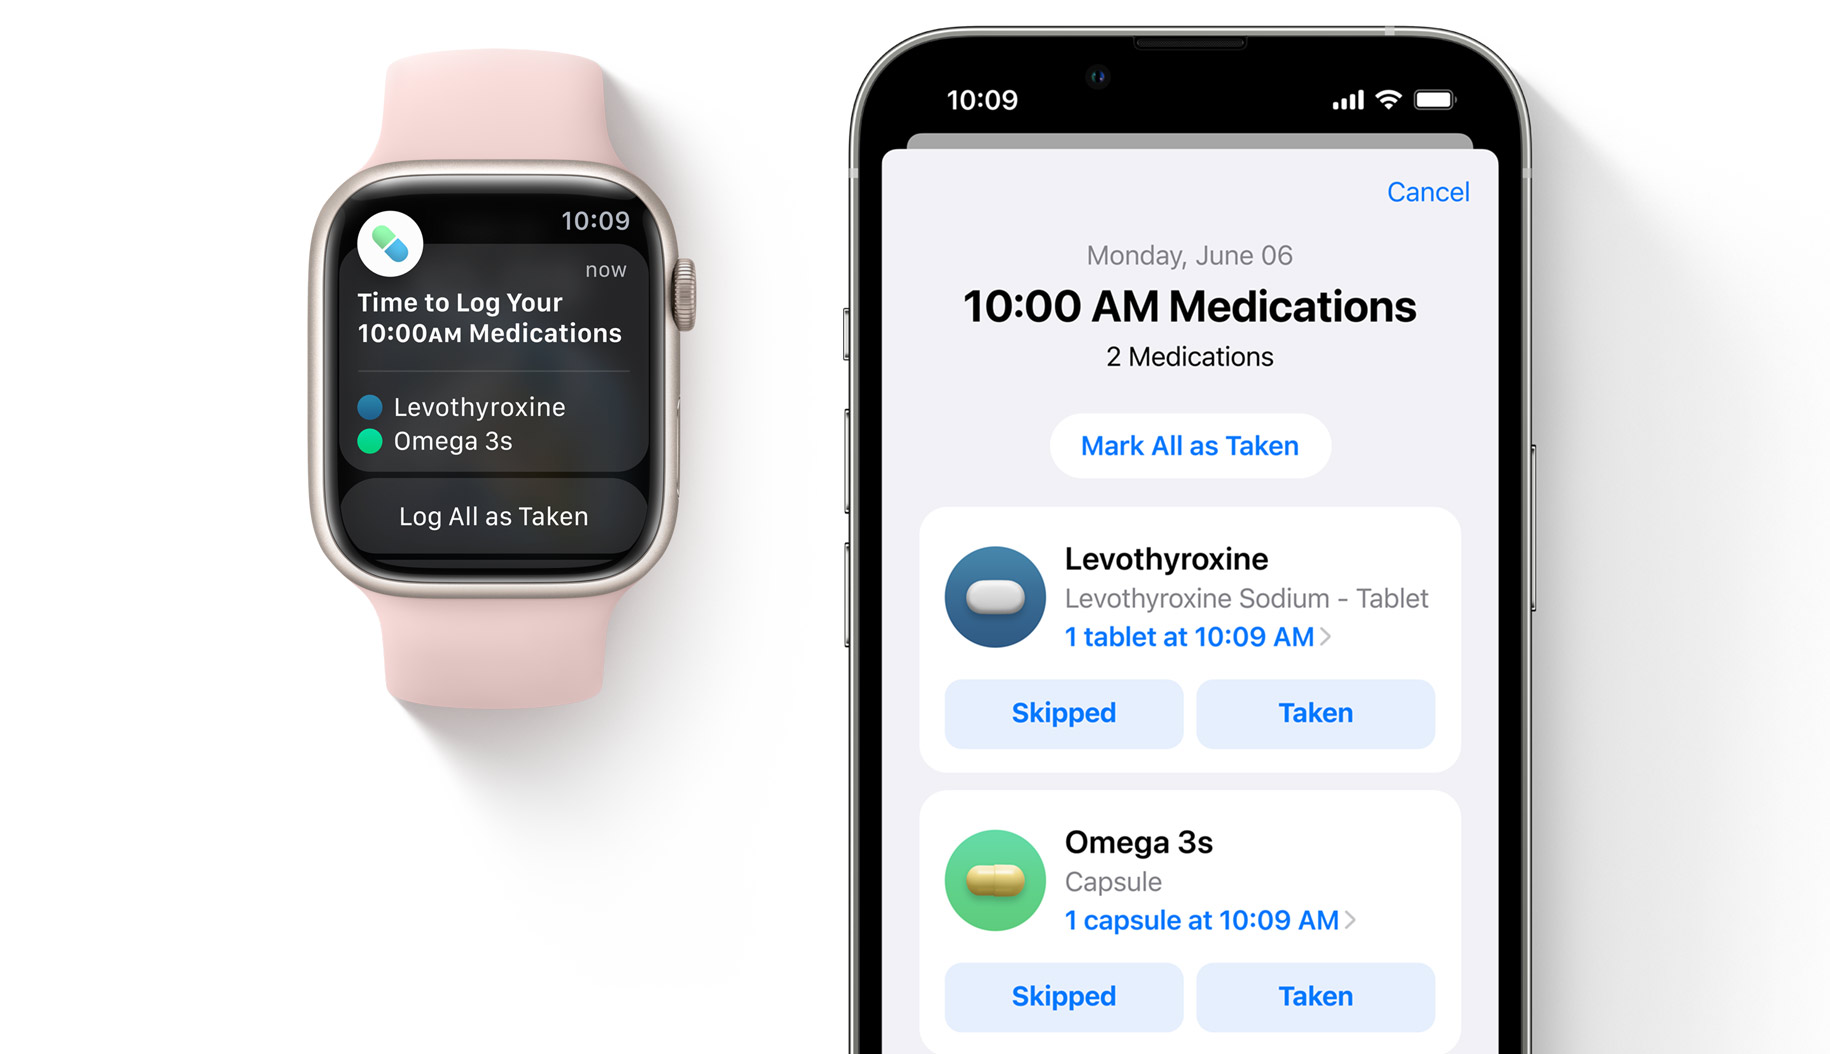 10:09
now
Time to Log Your
10:00AM Medications
Levothyroxine
Omega 3s
Log All as Taken
10:09
Cancel
Monday, June 06
10:00 AM Medications
2 Medications
Mark All as Taken
Levothyroxine
Levothyroxine Sodium - Tablet
1 tablet at 10:09 AM
Skipped
Taken
Omega 3s
Capsule
1 capsule at 10:09 AM
Skipped
Taken